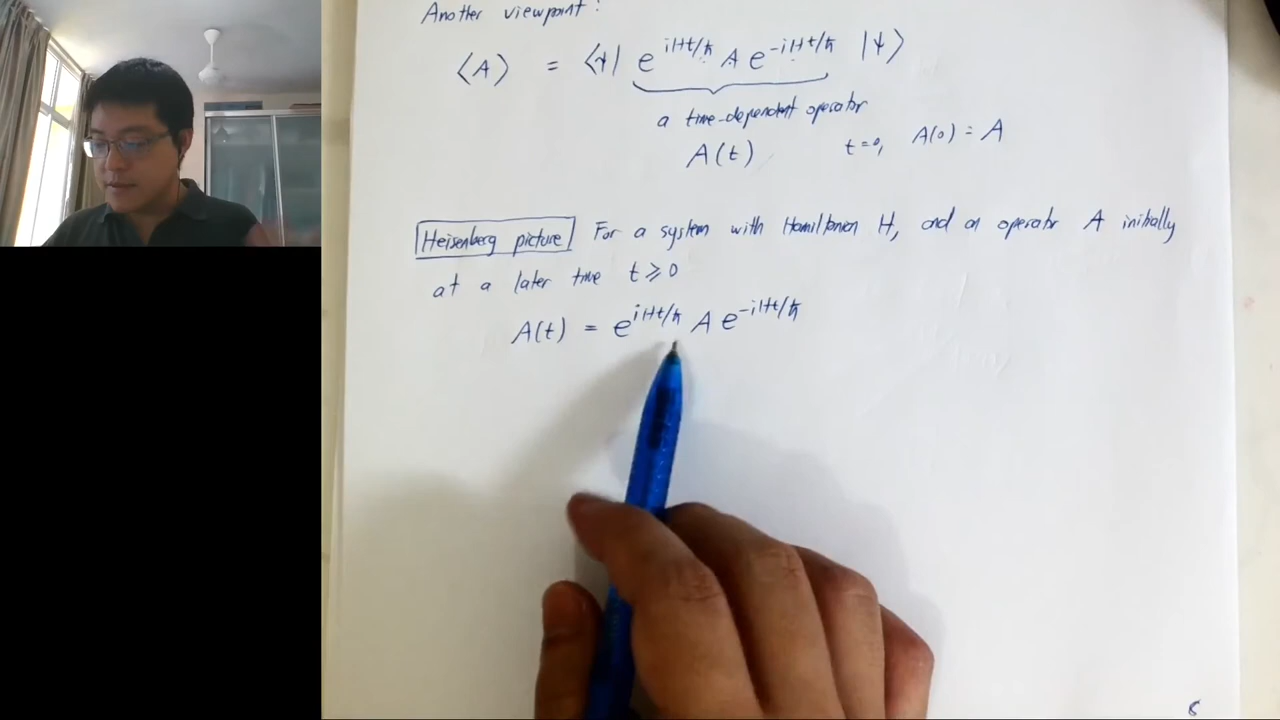 Another viewpoint:
⟨A⟩ = ⟨ψ| e^{iHt/ħ} A e^{-iHt/ħ} |ψ⟩
a time-dependent operator
A(t) t=0, A(0) = A
Heisenberg picture For a system with Hamiltonian H, and an operator A initially
at a later time t ≥ 0
A(t) = e^{iHt/ħ} A e^{-iHt/ħ}
8